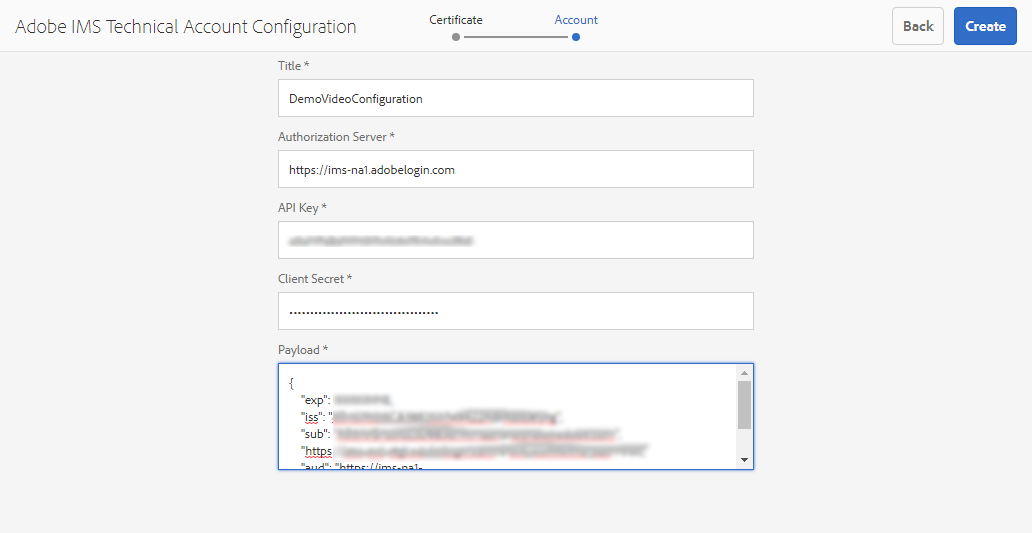 Adobe IMS Technical Account Configuration
Certificate
Account
Back
Create
Title *
DemoVideoConfiguration
Authorization Server *
https://ims-na1.adobelogin.com
API Key *
Client Secret *
Payload *
{
"exp":
"iss": "
"sub":
"https
"aud": "https://ims-na1-